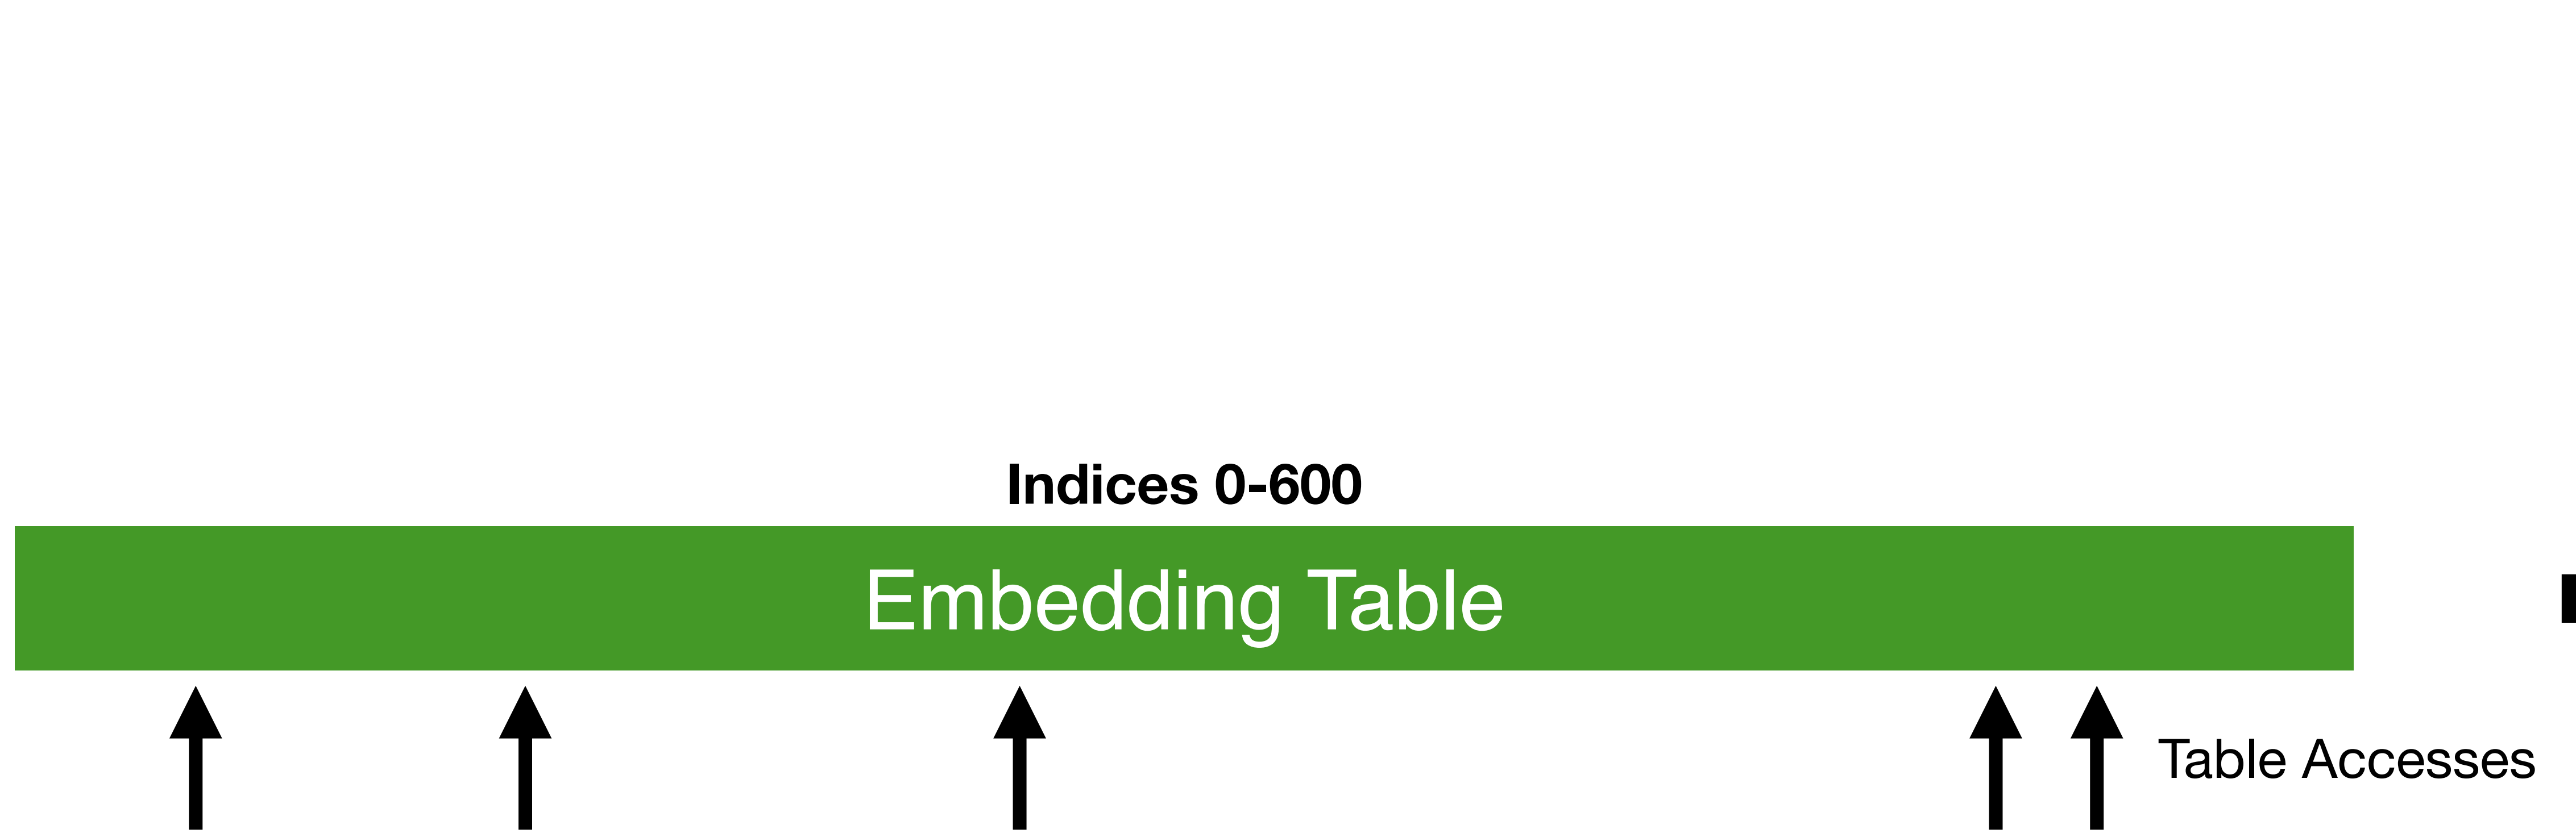 Indices 0-600
Embedding Table
Table Accesses